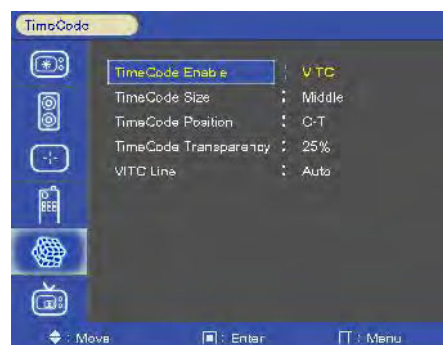 TimeCode
TimeCode Enable : VITC
TimeCode Size : Middle
TimeCode Position : C-T
TimeCode Transparency : 25%
VITC Line : Auto
: Move : Enter : Menu